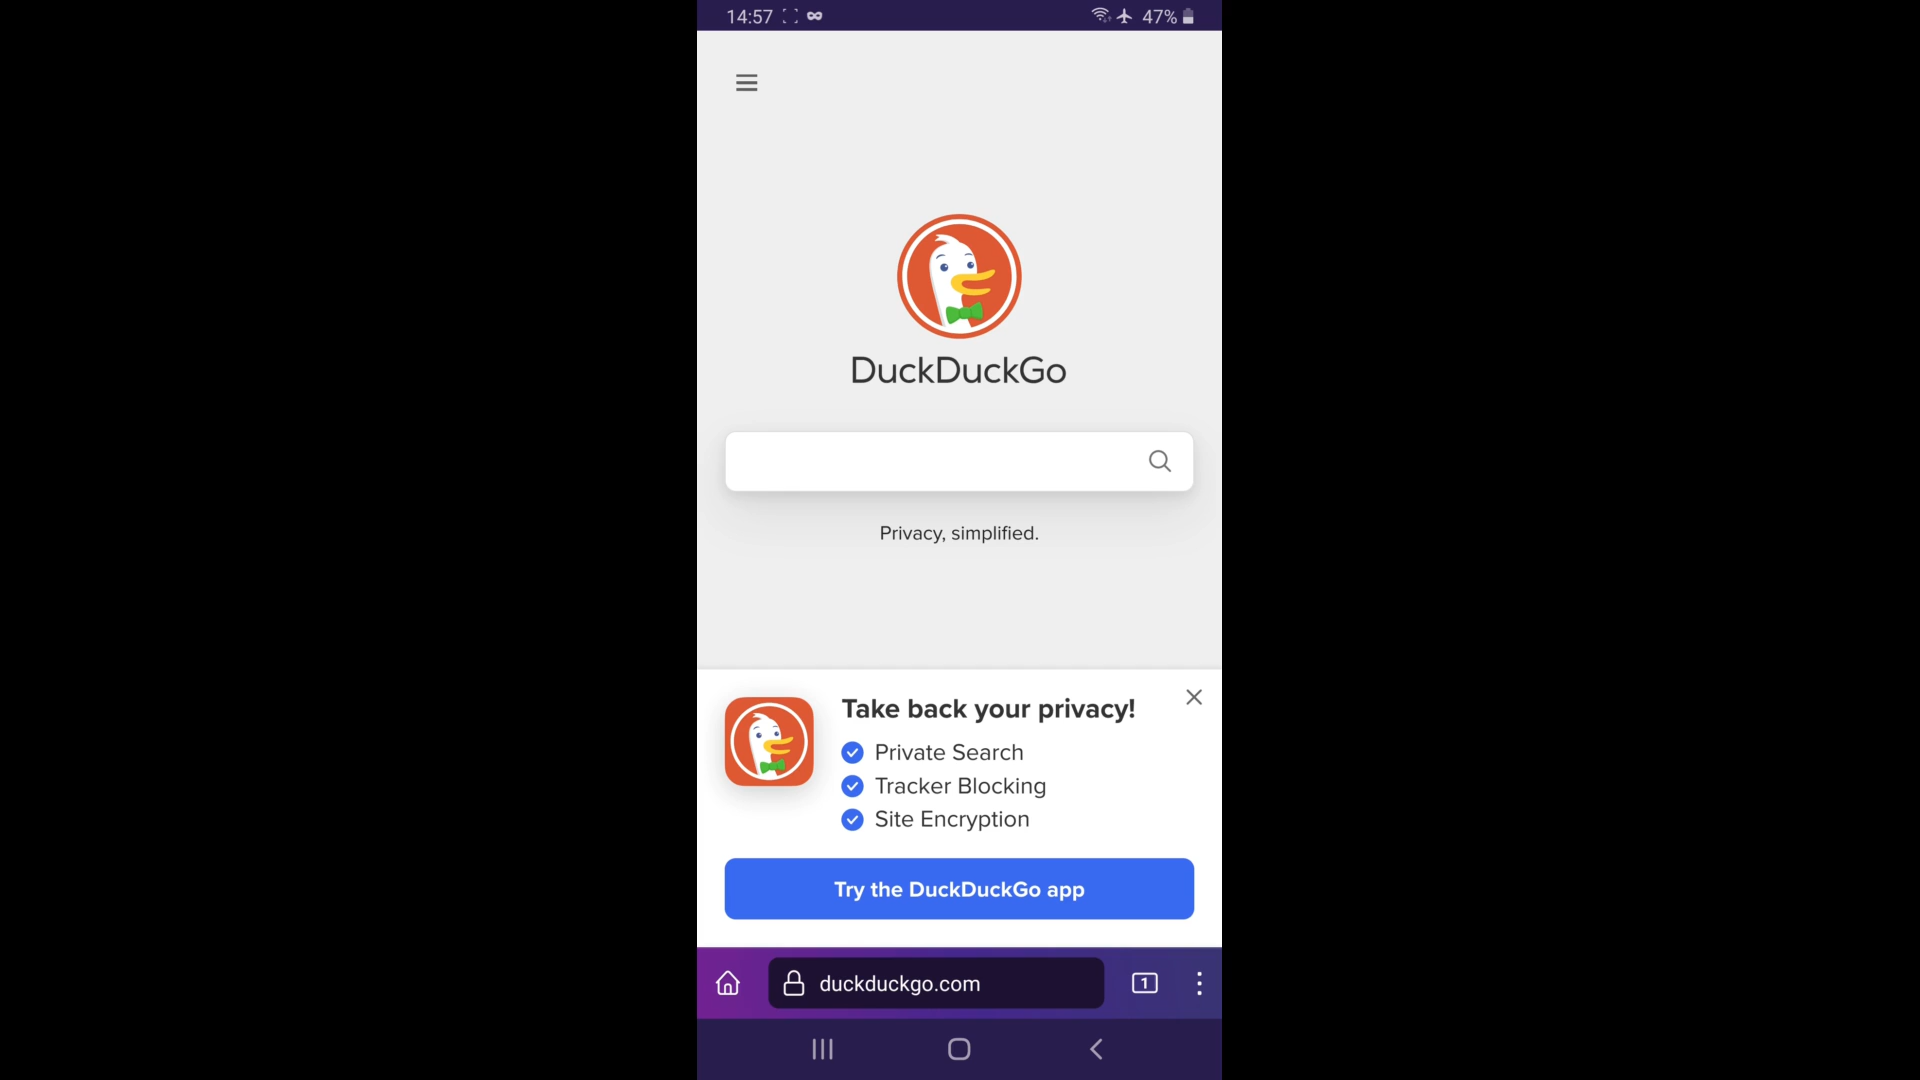 14:57 47%
DuckDuckGo
Privacy, simplified.
Take back your privacy!
Private Search
Tracker Blocking
Site Encryption
Try the DuckDuckGo app
duckduckgo.com 1